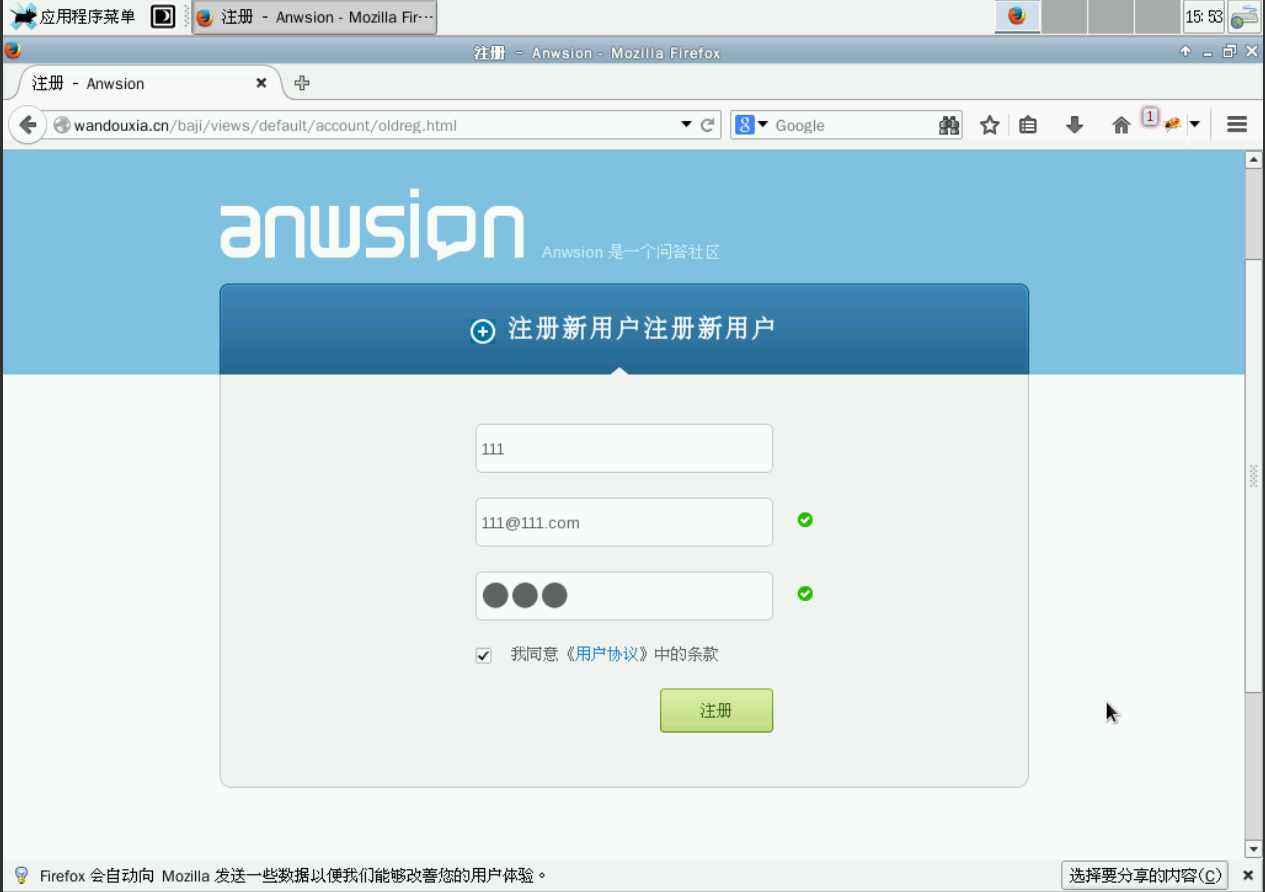 应用程序菜单
注册 - Anwsion - Mozilla Fir···
15:53
注册 - Anwsion - Mozilla Firefox
注册 - Anwsion
wandouxia.cn/baji/views/default/account/oldreg.html
8
Google
1
anwsion
Anwsion 是一个问答社区
注册新用户注册新用户
111
111@111.com
我同意《用户协议》中的条款
注册
Firefox 会自动向 Mozilla 发送一些数据以便我们能够改善您的用户体验。
选择要分享的内容(C)